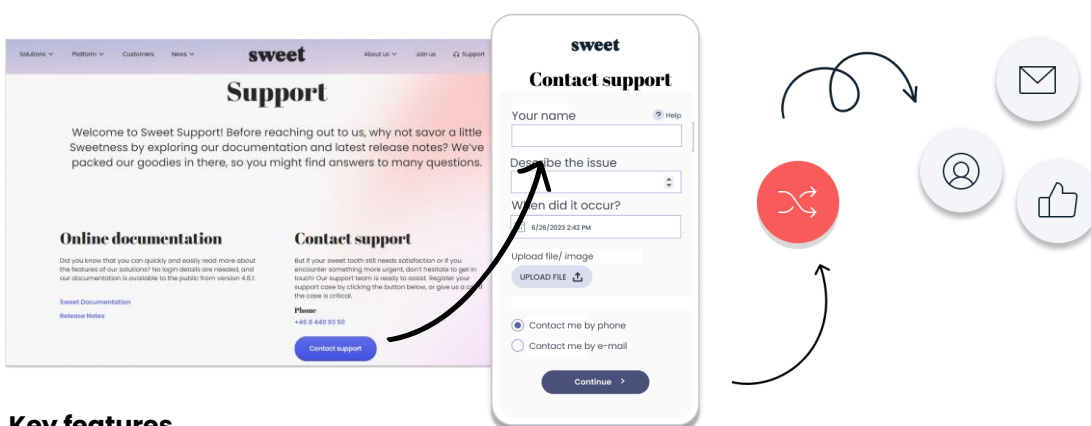 Solutions
Platform
Customers
News
sweet
About us
Join us
Support
Support
Welcome to Sweet Support! Before reaching out to us, why not savor a little
Sweetness by exploring our documentation and latest release notes? We've
packed our goodies in there, so you might find answers to many questions.
Online documentation
Did you know that you can quickly and easily read more about
the features of our solutions? No login details are needed, and
our documentation is available to the public from version 4.6.1:
Sweet Documentation
Release Notes
Contact support
But if your sweet tooth still needs satisfaction or if you
encounter something more urgent, don't hesitate to get in
touch! Our support team is ready to assist. Register your
support case by clicking the button below, or give us a call if
the case is critical.
Phone
+46 8 440 93 50
Contact support
sweet
Contact support
Your name
? Help
Describe the issue
When did it occur?
6/26/2023 2:42 PM
Upload file/ image
UPLOAD FILE
Contact me by phone
Contact me by e-mail
Continue >
Key features